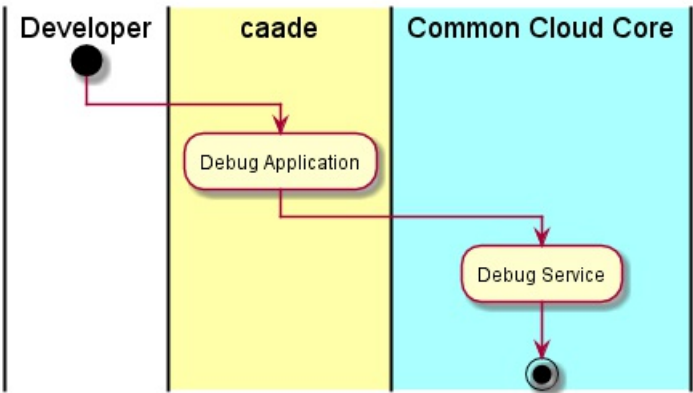 Developer
caade
Common Cloud Core
Debug Application
Debug Service